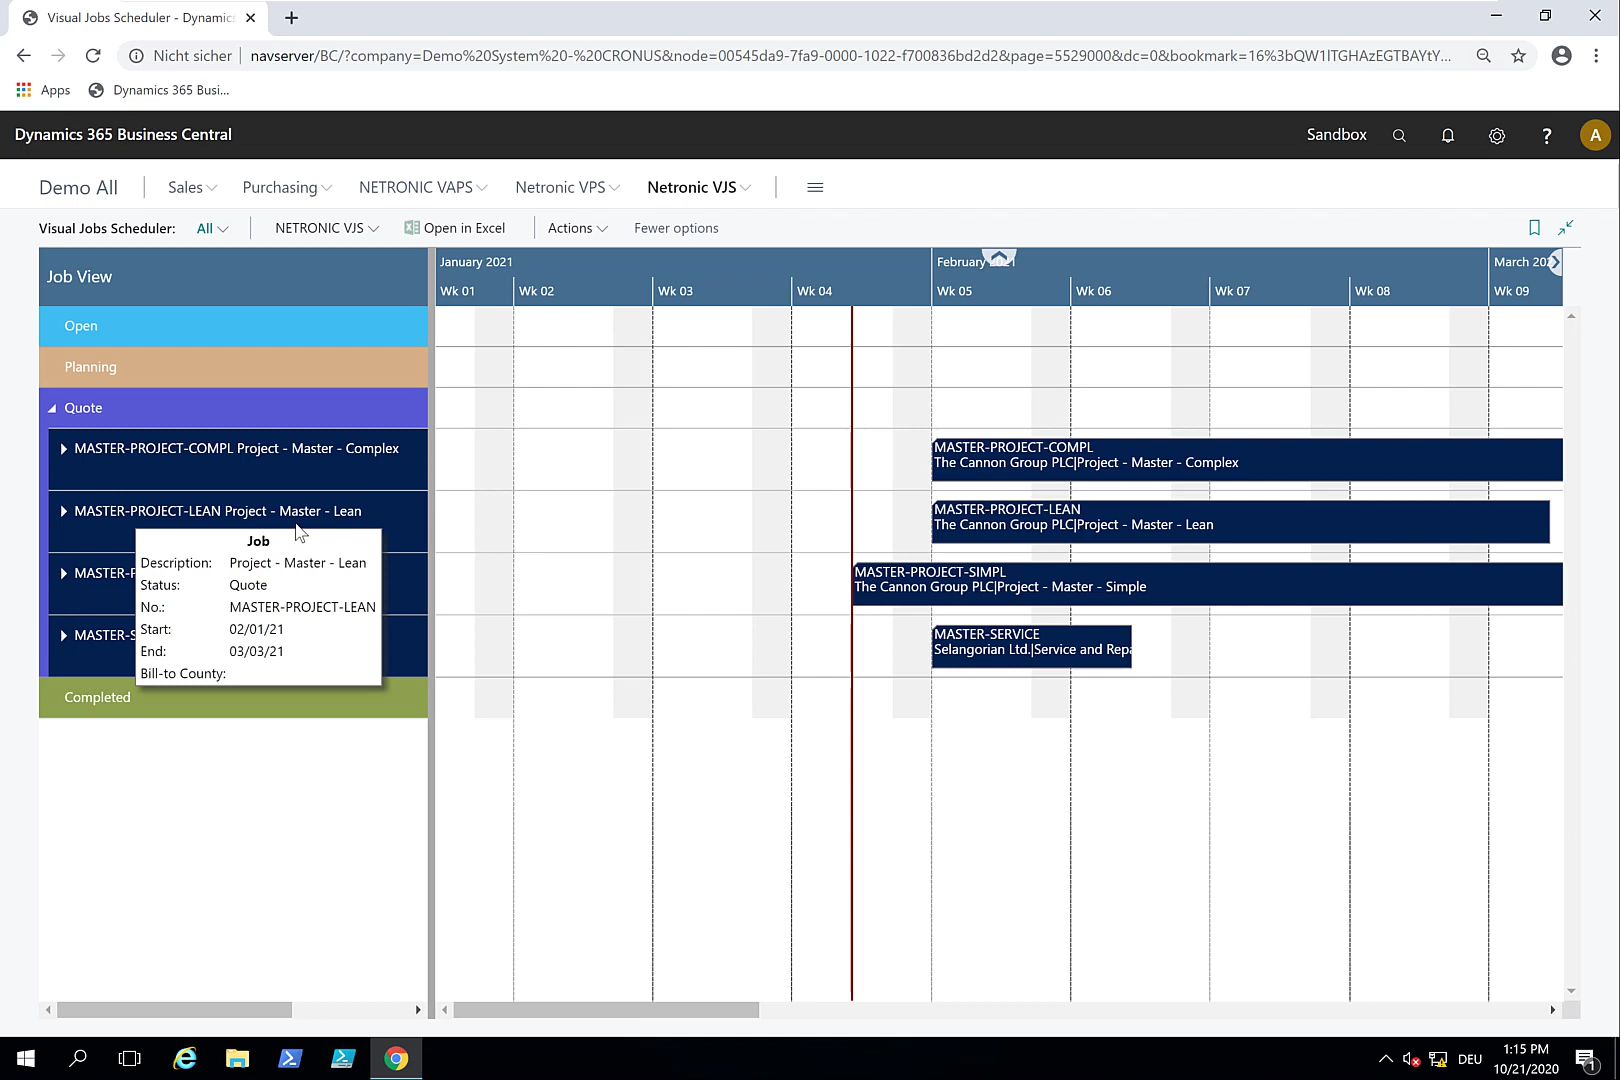 Visual Jobs Scheduler - Dynamics
Nicht sicher
navserver/BC/?company=Demo%20System%20-%20CRONUS&node=00545da9-7fa9-0000-1022-f700836bd2d2&page=5529000&dc=0&bookmark=16%3bQW1lTGHAzEGTBAYtY...
Apps
Dynamics 365 Busi...
Dynamics 365 Business Central
Sandbox
?
A
Demo All
Sales
Purchasing
NETRONIC VAPS
Netronic VPS
Netronic VJS
Visual Jobs Scheduler:
All
NETRONIC VJS
Open in Excel
Actions
Fewer options
Job View
January 2021
February 2021
March 202
Wk 01
Wk 02
Wk 03
Wk 04
Wk 05
Wk 06
Wk 07
Wk 08
Wk 09
Open
Planning
Quote
MASTER-PROJECT-COMPL Project - Master - Complex
MASTER-PROJECT-COMPL
The Cannon Group PLC|Project - Master - Complex
MASTER-PROJECT-LEAN Project - Master - Lean
MASTER-PROJECT-LEAN
The Cannon Group PLC|Project - Master - Lean
MASTER-P
MASTER-PROJECT-SIMPL
The Cannon Group PLC|Project - Master - Simple
MASTER-S
MASTER-SERVICE
Selangorian Ltd.|Service and Repa
Job
Description: Project - Master - Lean
Status: Quote
No.: MASTER-PROJECT-LEAN
Start: 02/01/21
End: 03/03/21
Bill-to County:
Completed
DEU
1:15 PM
10/21/2020
1